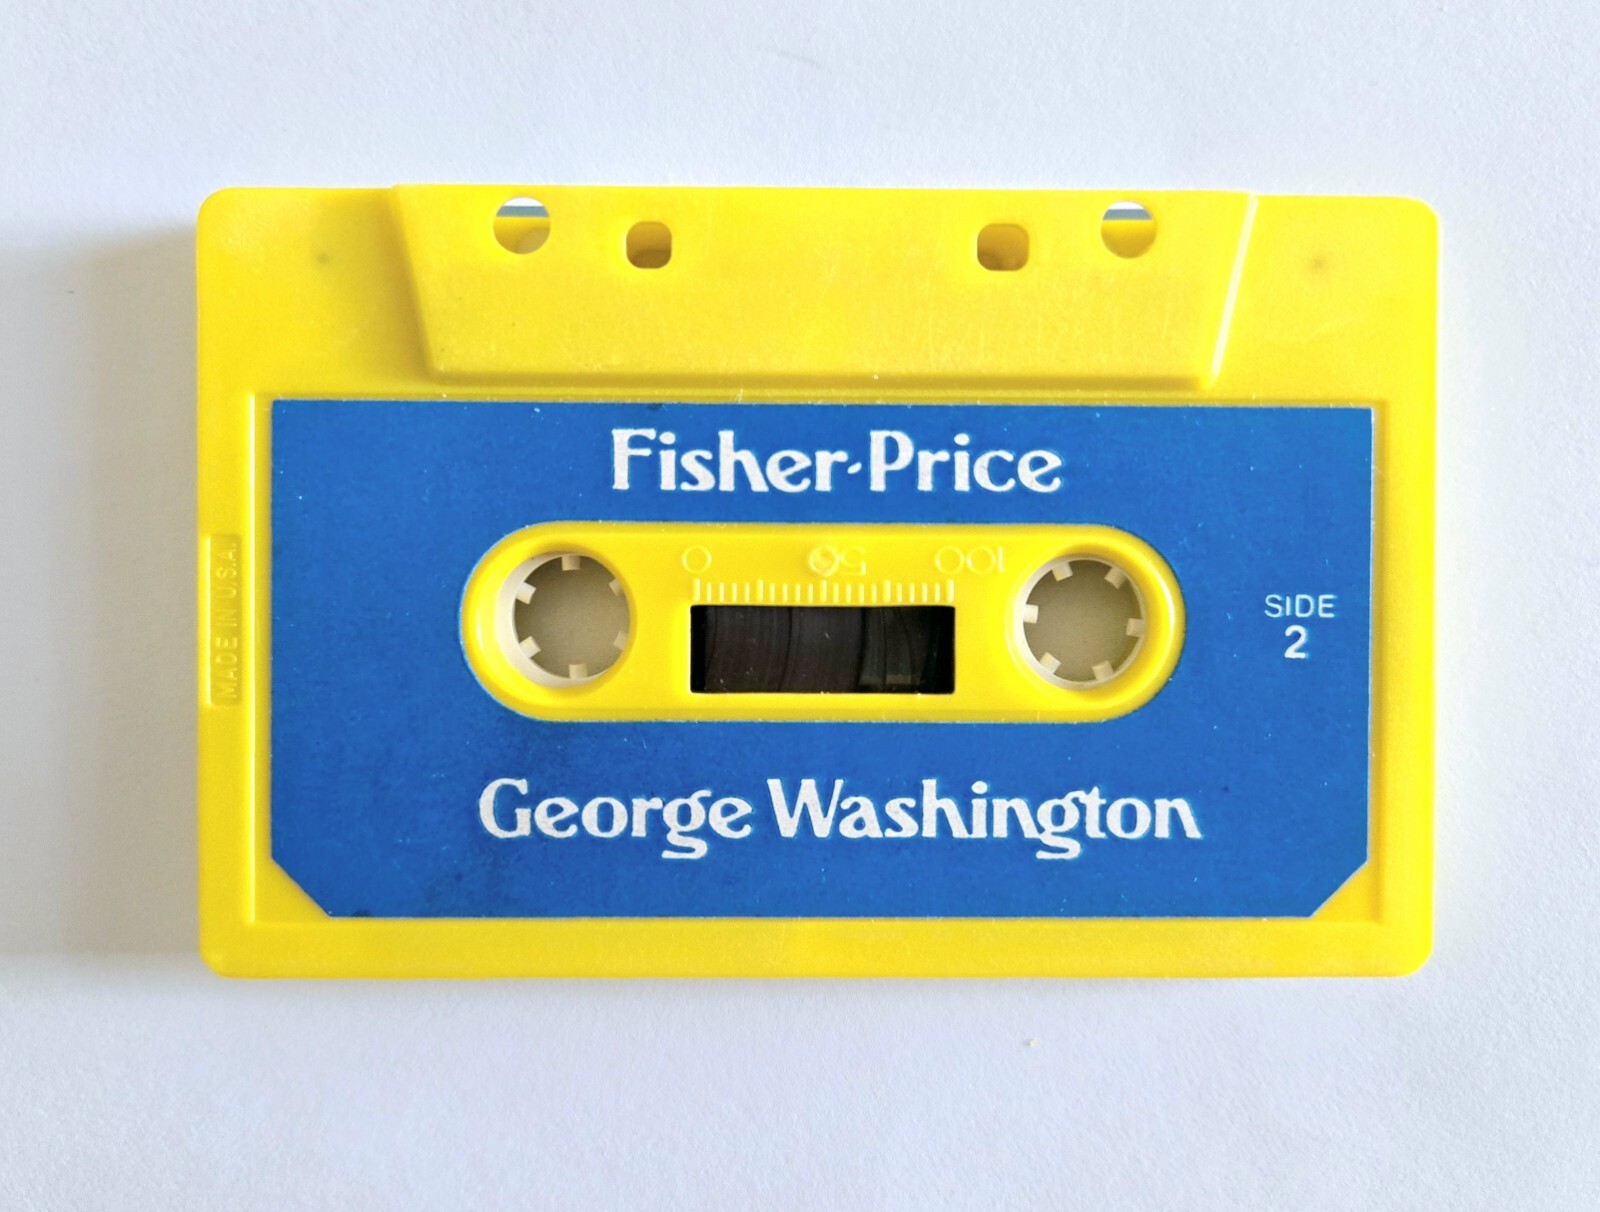 Fisher-Price
0 50 100
SIDE
2
MADE IN U.S.A.
George Washington